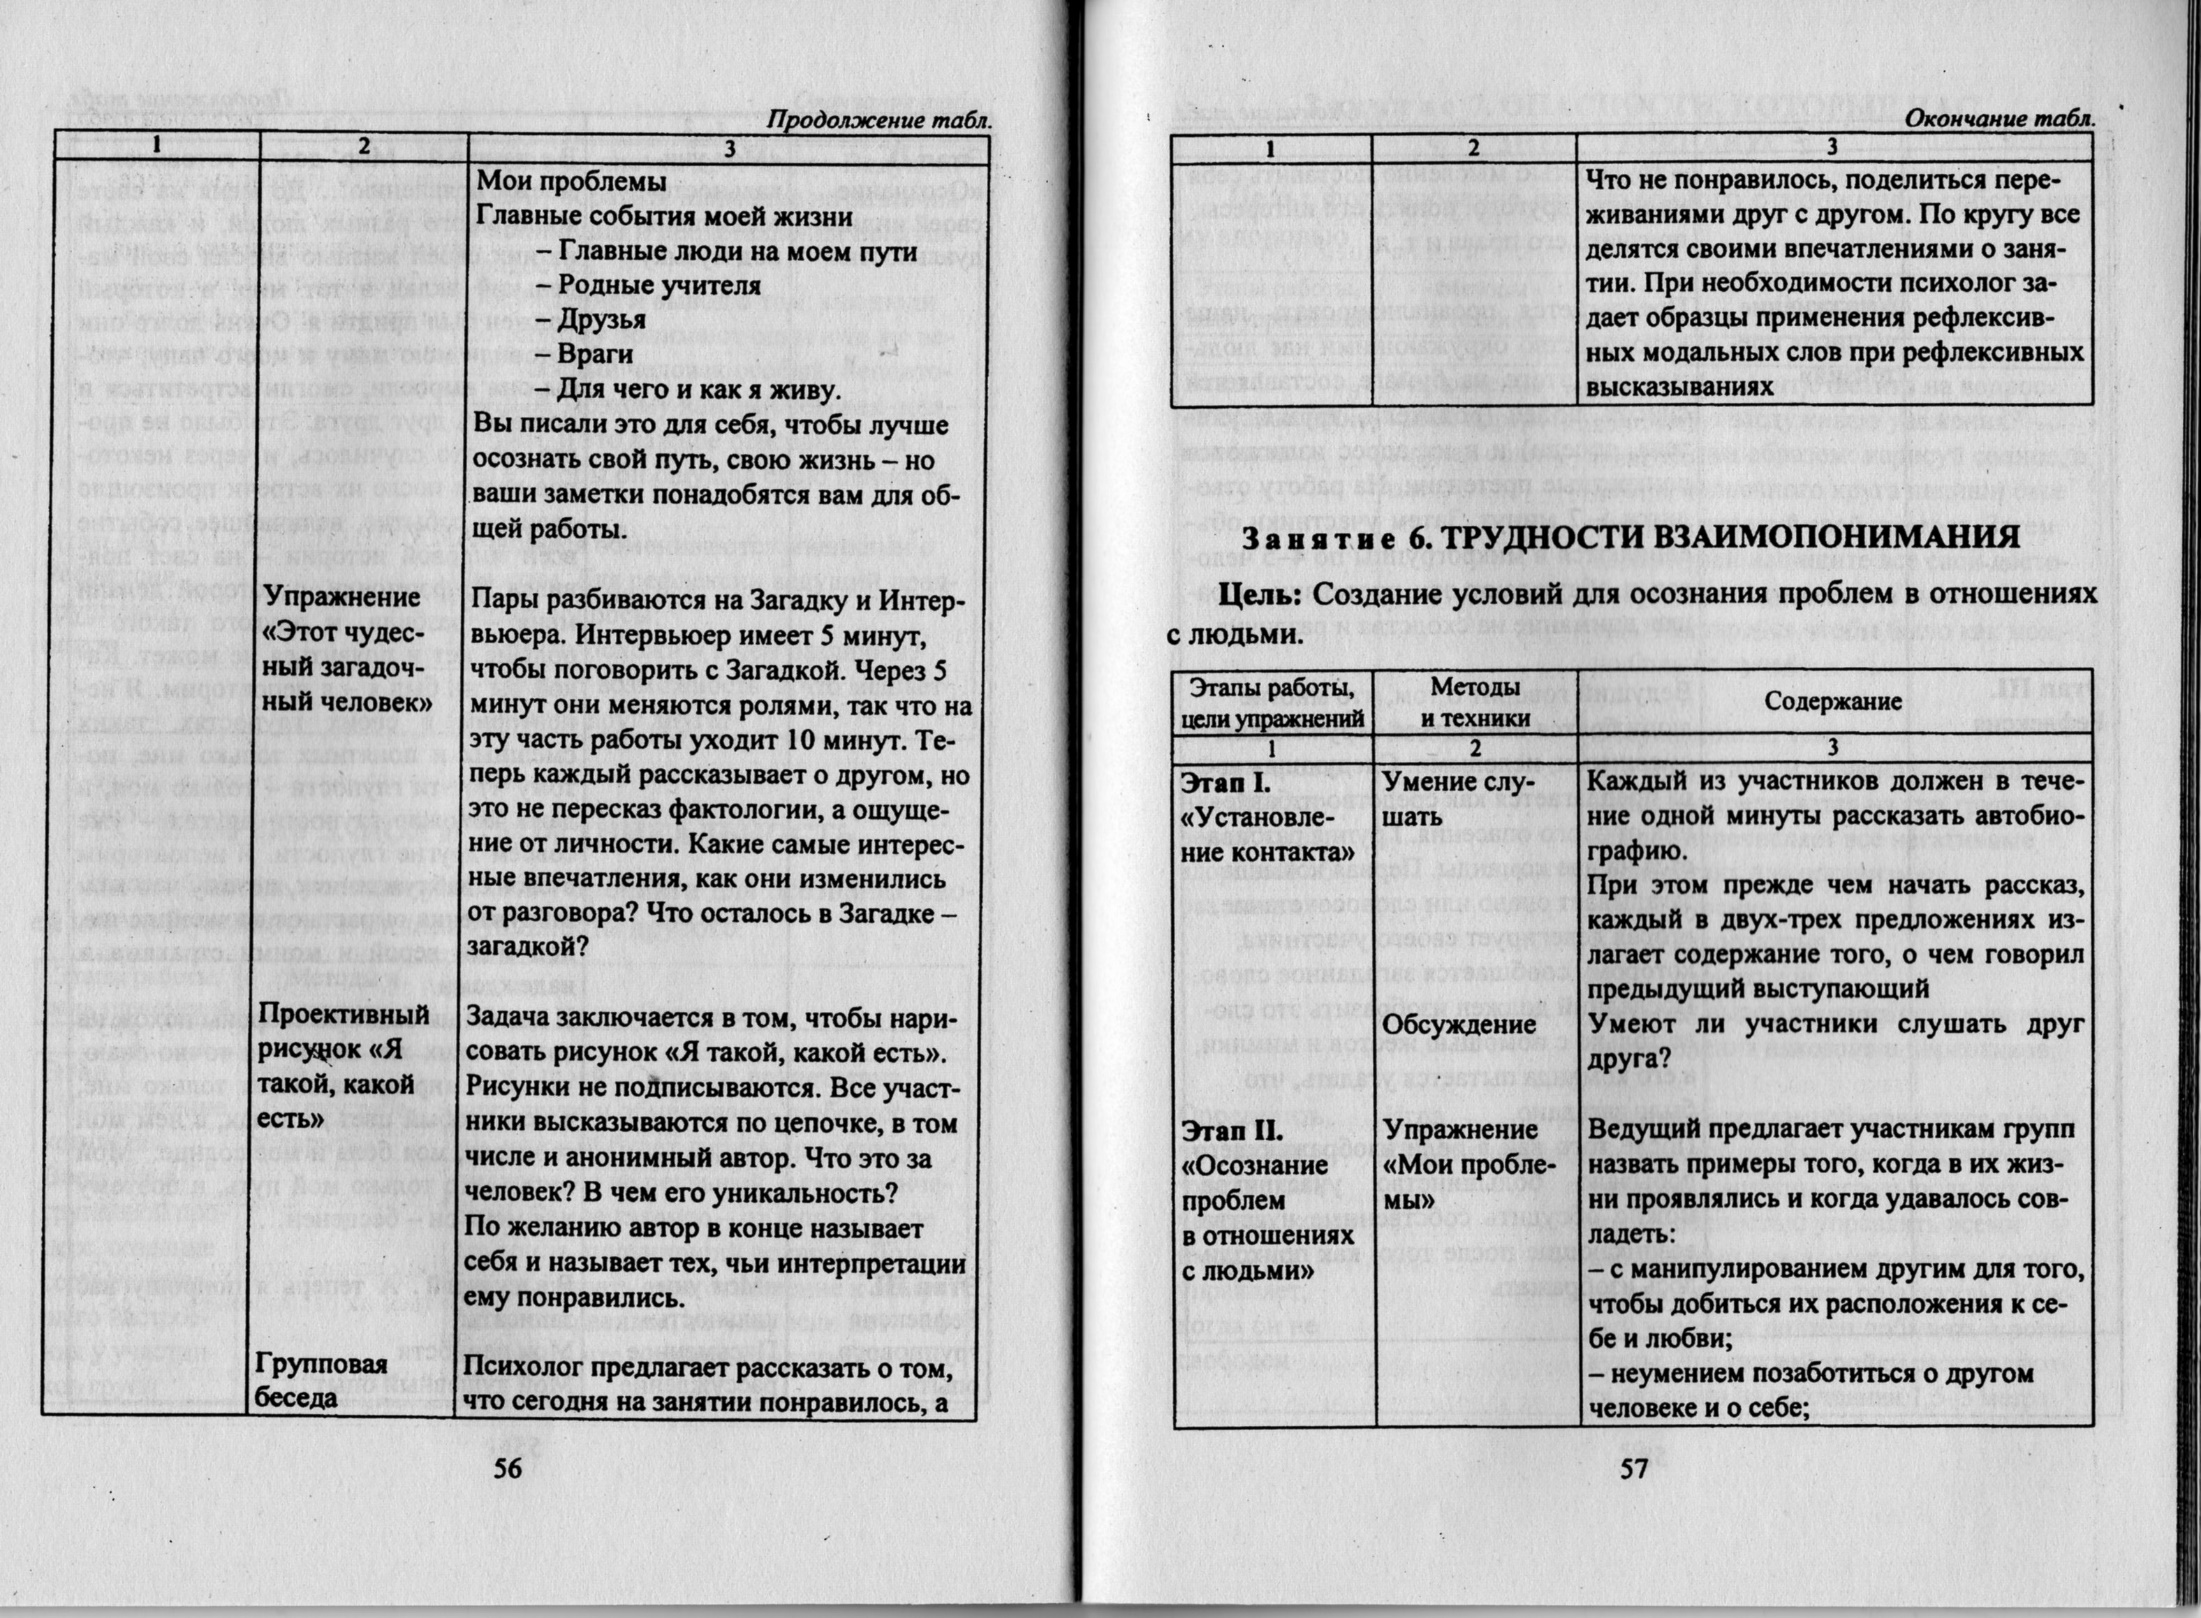 Продолжение табл.
1 2 3
Мои проблемы
Главные события моей жизни
– Главные люди на моем пути
– Родные учителя
– Друзья
– Враги
– Для чего и как я живу.
Вы писали это для себя, чтобы лучше
осознать свой путь, свою жизнь – но
ваши заметки понадобятся вам для об-
щей работы.
Упражнение
«Этот чудес-
ный загадоч-
ный человек»
Пары разбиваются на Загадку и Интер-
вьюера. Интервьюер имеет 5 минут,
чтобы поговорить с Загадкой. Через 5
минут они меняются ролями, так что на
эту часть работы уходит 10 минут. Те-
перь каждый рассказывает о другом, но
это не пересказ фактологии, а ощуще-
ние от личности. Какие самые интерес-
ные впечатления, как они изменились
от разговора? Что осталось в Загадке –
загадкой?
Проективный
рисунок «Я
такой, какой
есть»
Задача заключается в том, чтобы нари-
совать рисунок «Я такой, какой есть».
Рисунки не подписываются. Все участ-
ники высказываются по цепочке, в том
числе и анонимный автор. Что это за
человек? В чем его уникальность?
По желанию автор в конце называет
себя и называет тех, чьи интерпретации
ему понравились.
Групповая
беседа
Психолог предлагает рассказать о том,
что сегодня на занятии понравилось, а
56
Окончание табл.
1 2 3
Что не понравилось, поделиться пере-
живаниями друг с другом. По кругу все
делятся своими впечатлениями о заня-
тии. При необходимости психолог за-
дает образцы применения рефлексив-
ных модальных слов при рефлексивных
высказываниях
Занятие 6. ТРУДНОСТИ ВЗАИМОПОНИМАНИЯ
Цель: Создание условий для осознания проблем в отношениях
с людьми.
Этапы работы,
цели упражнений
Методы
и техники
Содержание
1 2 3
Этап I.
«Установле-
ние контакта»
Умение слу-
шать
Каждый из участников должен в тече-
ние одной минуты рассказать автобио-
графию.
При этом прежде чем начать рассказ,
каждый в двух-трех предложениях из-
лагает содержание того, о чем говорил
предыдущий выступающий
Обсуждение
Умеют ли участники слушать друг
друга?
Этап II.
«Осознание
проблем
в отношениях
с людьми»
Упражнение
«Мои пробле-
мы»
Ведущий предлагает участникам групп
назвать примеры того, когда в их жиз-
ни проявлялись и когда удавалось сов-
ладеть:
– с манипулированием другим для того,
чтобы добиться их расположения к се-
бе и любви;
– неумением позаботиться о другом
человеке и о себе;
57